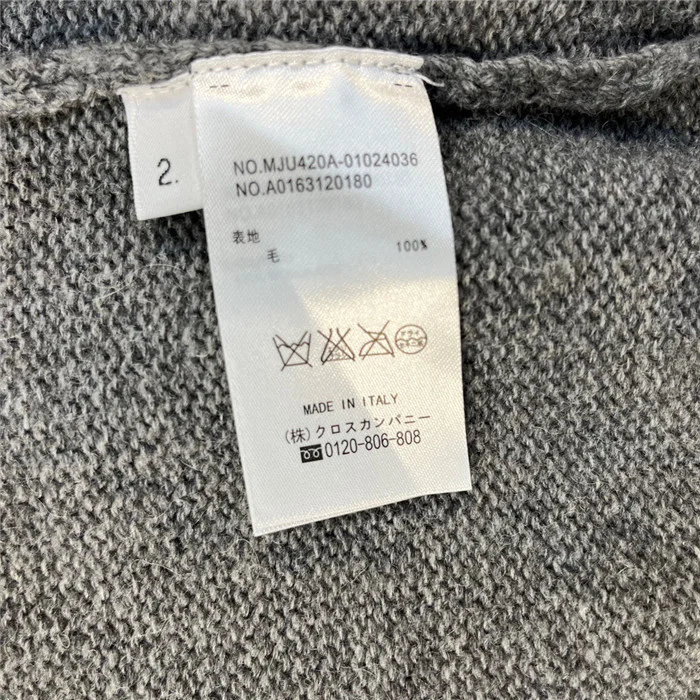 2.
NO.MJU420A-01024036
NO.A0163120180
表地
毛 100%
MADE IN ITALY
(株)クロスカンパニー
0120-806-808